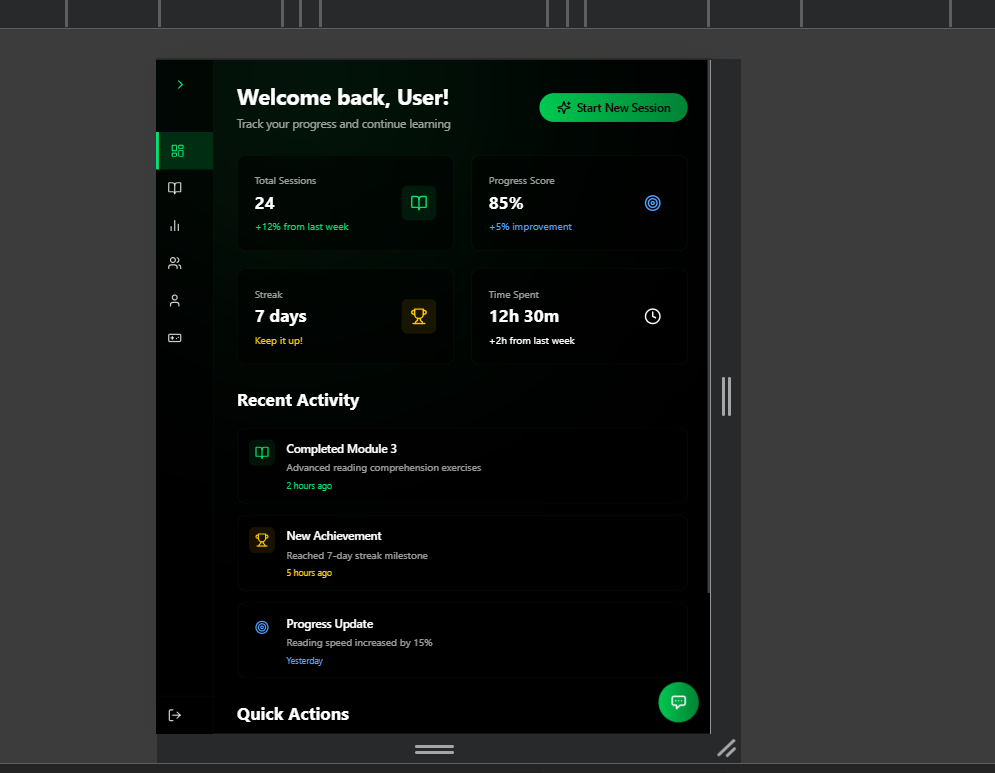 Welcome back, User!
Track your progress and continue learning
Start New Session
Total Sessions
24
+12% from last week
Progress Score
85%
+5% improvement
Streak
7 days
Keep it up!
Time Spent
12h 30m
+2h from last week
Recent Activity
Completed Module 3
Advanced reading comprehension exercises
2 hours ago
New Achievement
Reached 7-day streak milestone
5 hours ago
Progress Update
Reading speed increased by 15%
Yesterday
Quick Actions